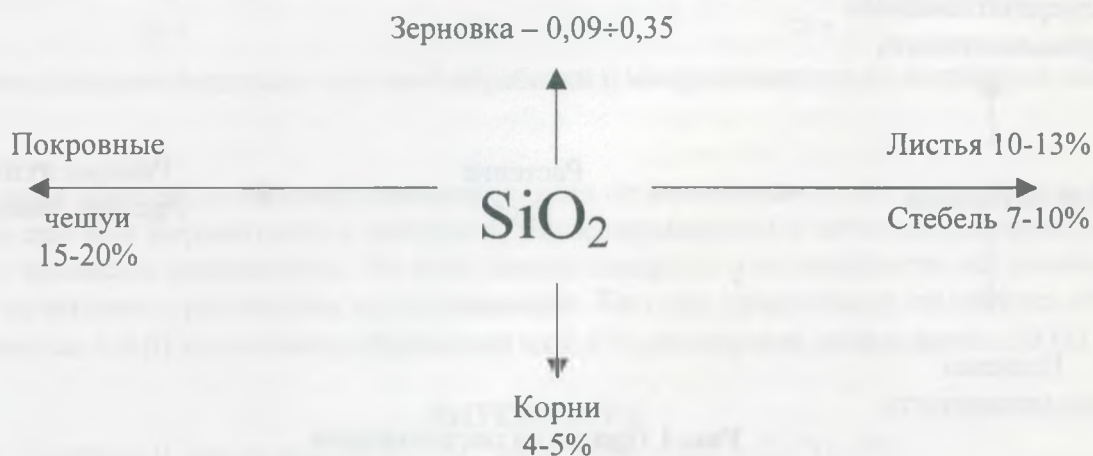 Зерновка – 0,09÷0,35
Покровные
чешуи
15-20%
Листья 10-13%
Стебель 7-10%
SiO₂
Корни
4-5%